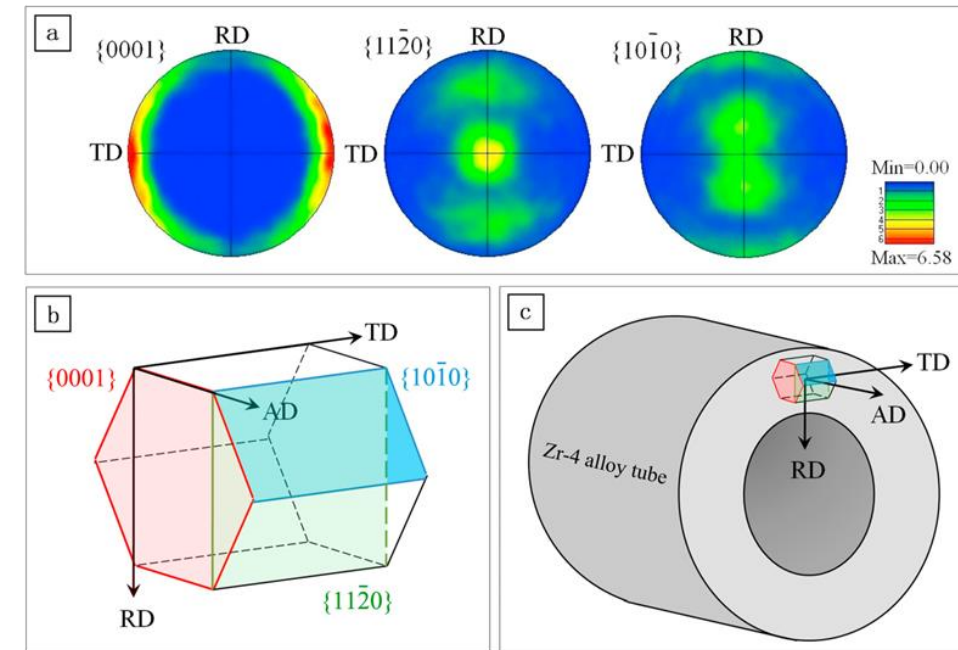 a
{0001}
RD
TD
{112̄0}
RD
TD
{101̄0}
RD
TD
Min=0.00
1
2
3
4
5
6
Max=6.58
b
TD
{0001}
{101̄0}
AD
RD
{112̄0}
c
TD
AD
RD
Zr-4 alloy tube